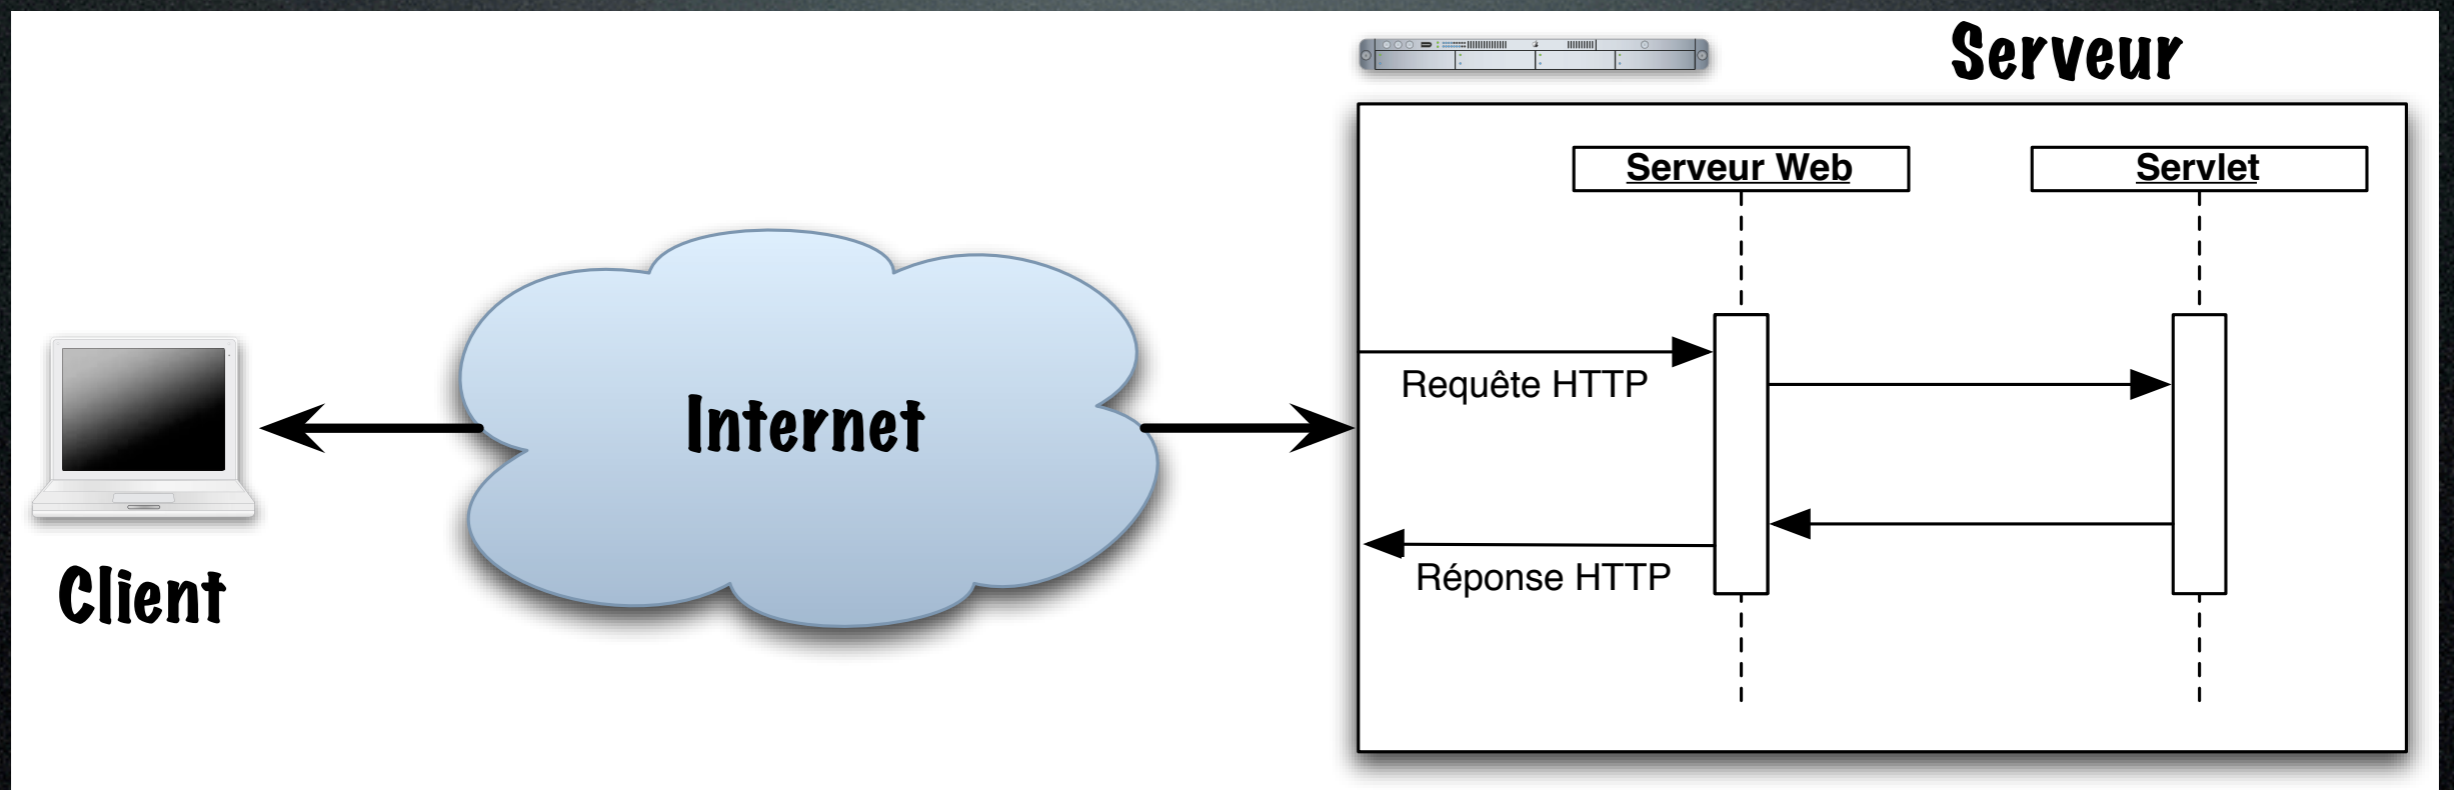 Serveur
Serveur Web
Servlet
Requête HTTP
Internet
Réponse HTTP
Client